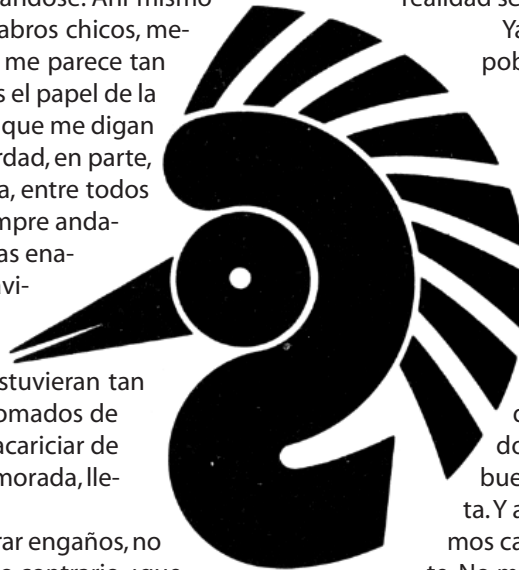 ándose. Ahí mismo
abros chicos, me-
me parece tan
s el papel de la
que me digan
rdad, en parte,
a, entre todos
mpre anda-
as ena-
vi-
stuvieran tan
omados de
acariciar de
morada, lle-
rar engaños, no
realidad se
Ya
pob
do
bue
ta. Y a
mos ca